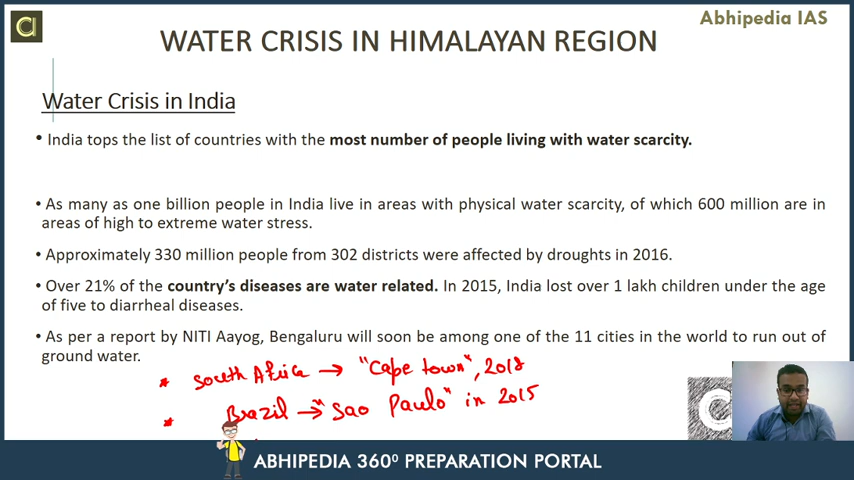 Abhipedia IAS
WATER CRISIS IN HIMALAYAN REGION
Water Crisis in India
• India tops the list of countries with the most number of people living with water scarcity.
• As many as one billion people in India live in areas with physical water scarcity, of which 600 million are in
areas of high to extreme water stress.
• Approximately 330 million people from 302 districts were affected by droughts in 2016.
• Over 21% of the country's diseases are water related. In 2015, India lost over 1 lakh children under the age
of five to diarrheal diseases.
• As per a report by NITI Aayog, Bengaluru will soon be among one of the 11 cities in the world to run out of
ground water.
* South Africa → "Cape town", 2018
* Brazil → "Sao Paulo" in 2015
ABHIPEDIA 360⁰ PREPARATION PORTAL